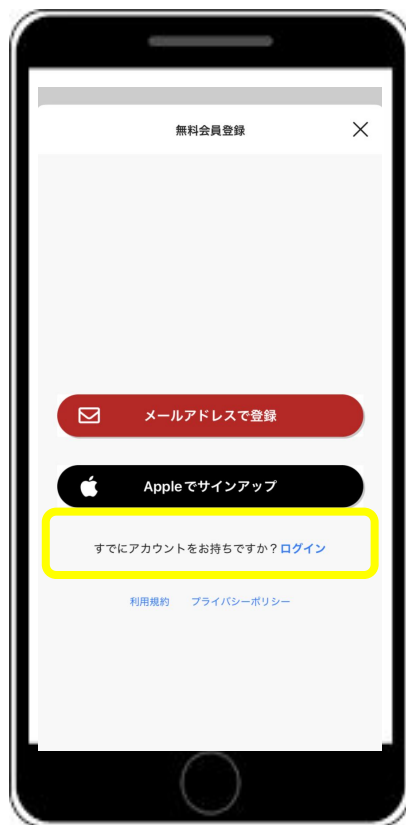 無料会員登録
メールアドレスで登録
Appleでサインアップ
すでにアカウントをお持ちですか？ログイン
利用規約 プライバシーポリシー